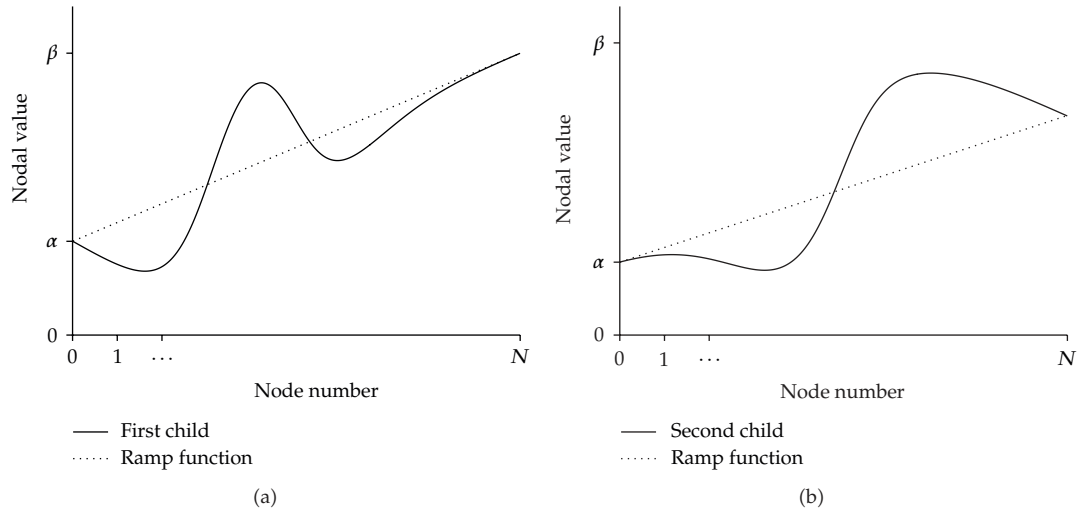 β
Nodal value
α
0
0 1 ··· N
Node number
First child
Ramp function
(a)
β
Nodal value
α
0
0 1 ··· N
Node number
Second child
Ramp function
(b)